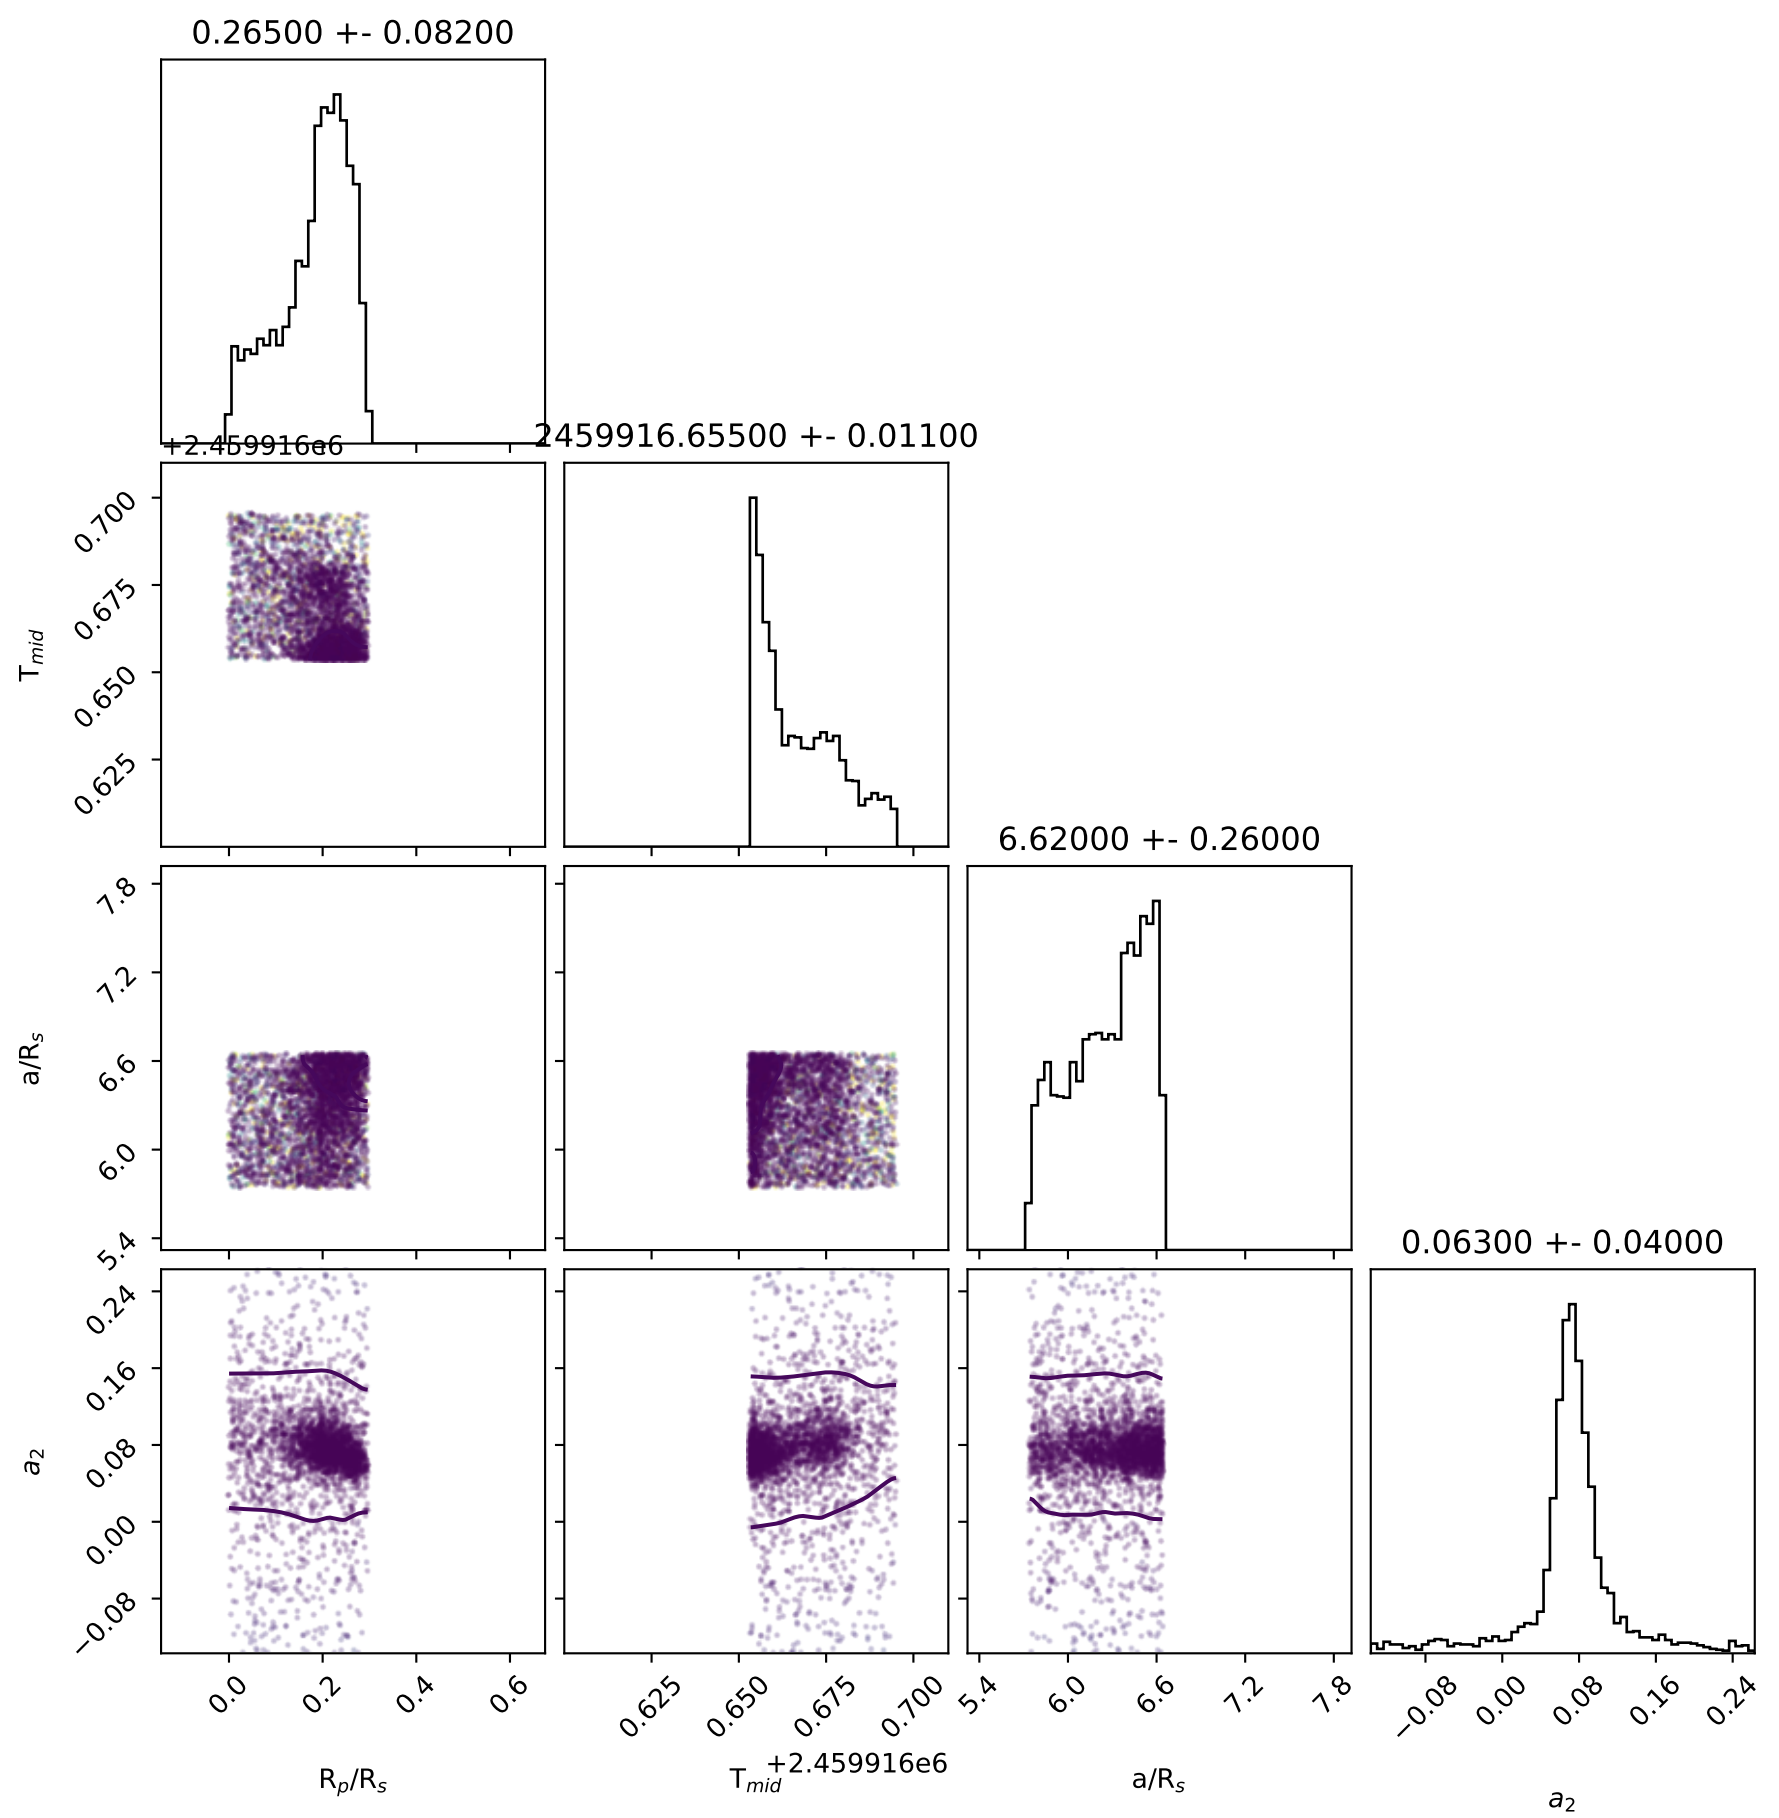 0.26500 +- 0.08200
+2.459916e6
2459916.65500 +- 0.01100
0.700
0.675
0.650
0.625
T_mid
6.62000 +- 0.26000
7.8
7.2
6.6
6.0
5.4
a/R_s
0.06300 +- 0.04000
0.24
0.16
0.08
0.00
−0.08
a_2
0.0 0.2 0.4 0.6
0.625 0.650 0.675 0.700
5.4 6.0 6.6 7.2 7.8
−0.08 0.00 0.08 0.16 0.24
+2.459916e6
R_p/R_s
T_mid
a/R_s
a_2